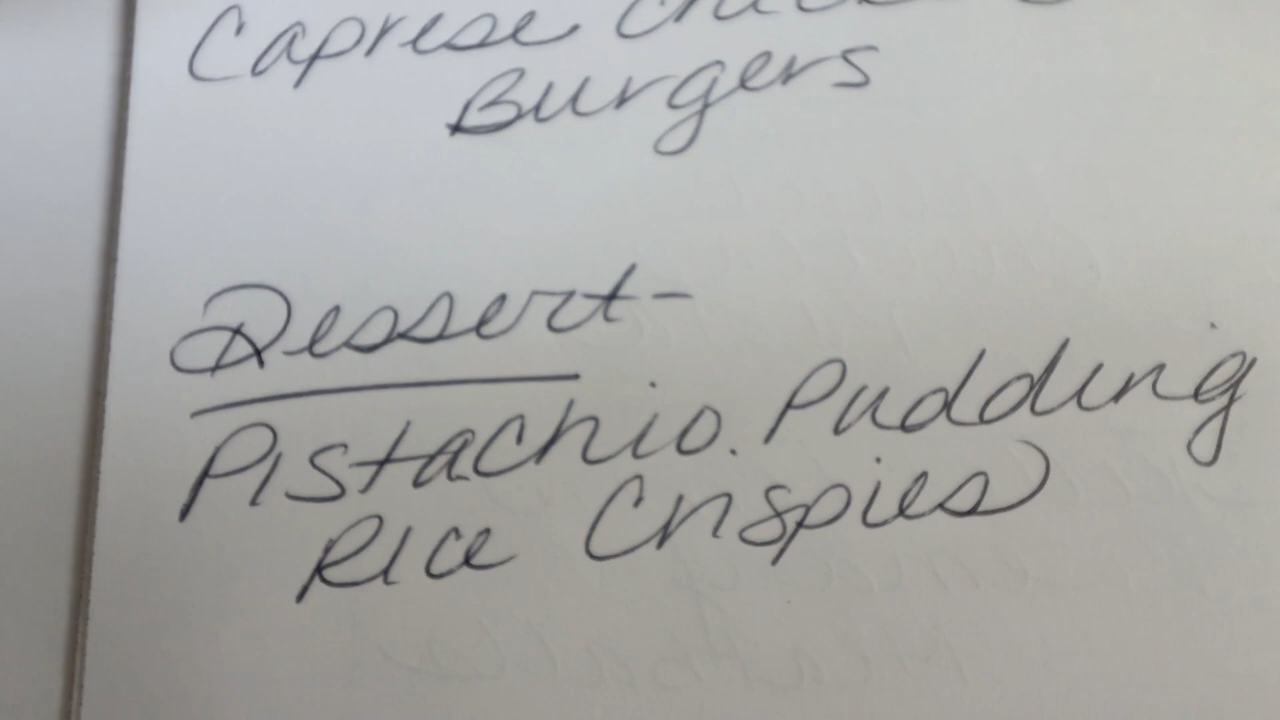 Caprese
Burgers
Dessert-
Pistachio Pudding
Rice Crispies